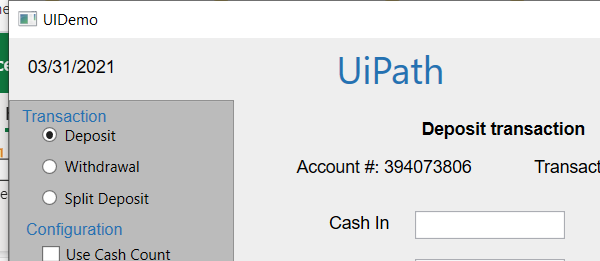 UIDemo
03/31/2021
UiPath
Transaction
Deposit
Withdrawal
Split Deposit
Configuration
Use Cash Count
Deposit transaction
Account #: 394073806
Transac
Cash In